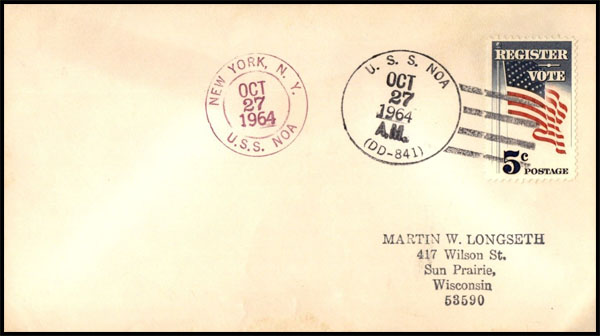 NEW YORK, N. Y.
OCT
27
1964
U.S.S. NOA
U. S. S. NOA
OCT
27
1964
A.M.
(DD-841)
REGISTER
VOTE
5c POSTAGE
MARTIN W. LONGSETH
417 Wilson St.
Sun Prairie,
Wisconsin
53590